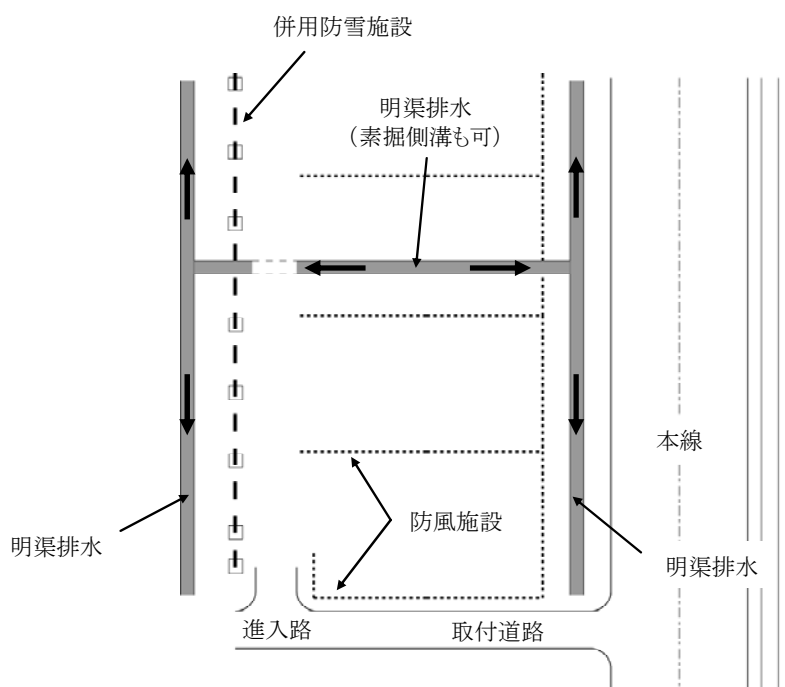 併用防雪施設
明渠排水
（素掘側溝も可）
本線
防風施設
明渠排水
明渠排水
進入路
取付道路